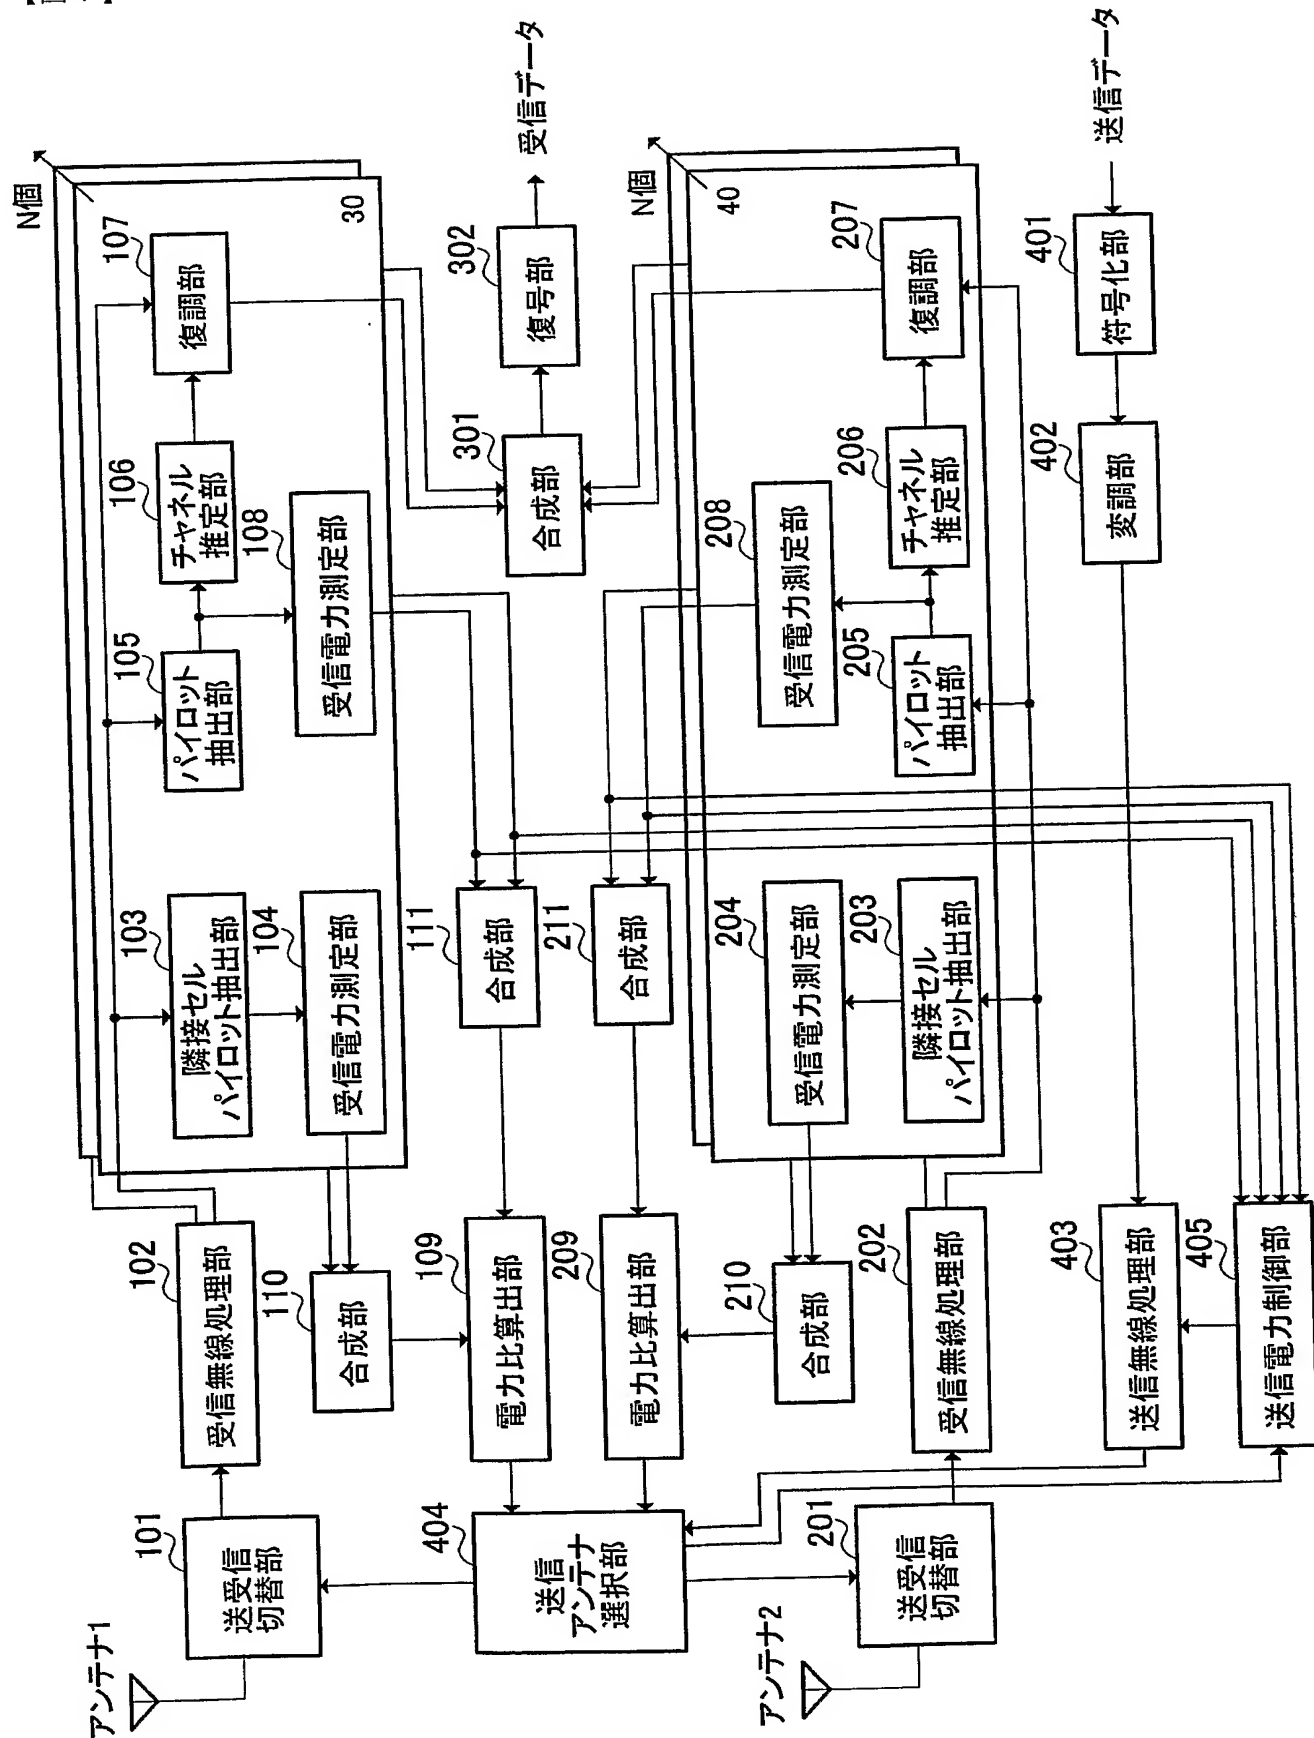 N個
30
103
隣接セル
パイロット抽出部
104
受信電力測定部
105
パイロット
抽出部
106
チャネル
推定部
107
復調部
108
受信電力測定部
アンテナ1
101
送受信
切替部
102
受信無線処理部
110
合成部
109
電力比算出部
111
合成部
301
合成部
302
復号部
受信データ
404
送信
アンテナ
選択部
209
電力比算出部
211
合成部
N個
40
204
受信電力測定部
203
隣接セル
パイロット抽出部
208
受信電力測定部
205
パイロット
抽出部
206
チャネル
推定部
207
復調部
210
合成部
アンテナ2
201
送受信
切替部
202
受信無線処理部
403
送信無線処理部
402
変調部
401
符号化部
送信データ
405
送信電力制御部